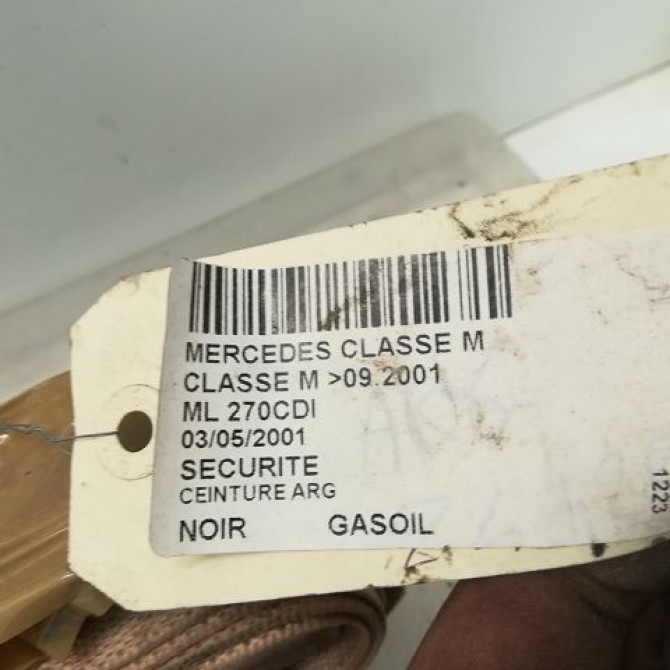 MERCEDES CLASSE M
CLASSE M >09.2001
ML 270CDI
03/05/2001
SECURITE
CEINTURE ARG
NOIR GASOIL
1223